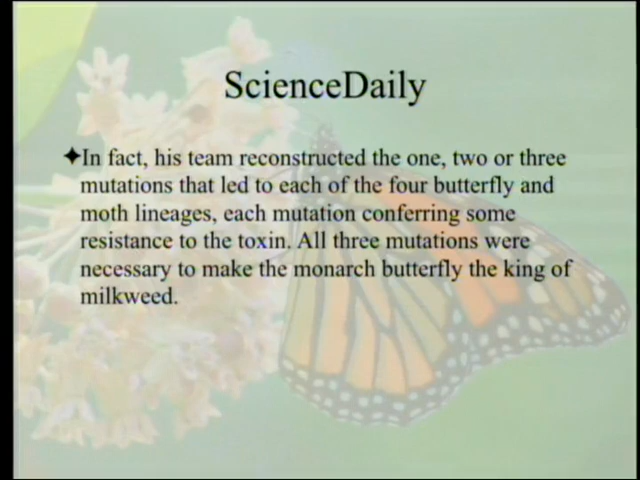 ScienceDaily
✦In fact, his team reconstructed the one, two or three
mutations that led to each of the four butterfly and
moth lineages, each mutation conferring some
resistance to the toxin. All three mutations were
necessary to make the monarch butterfly the king of
milkweed.